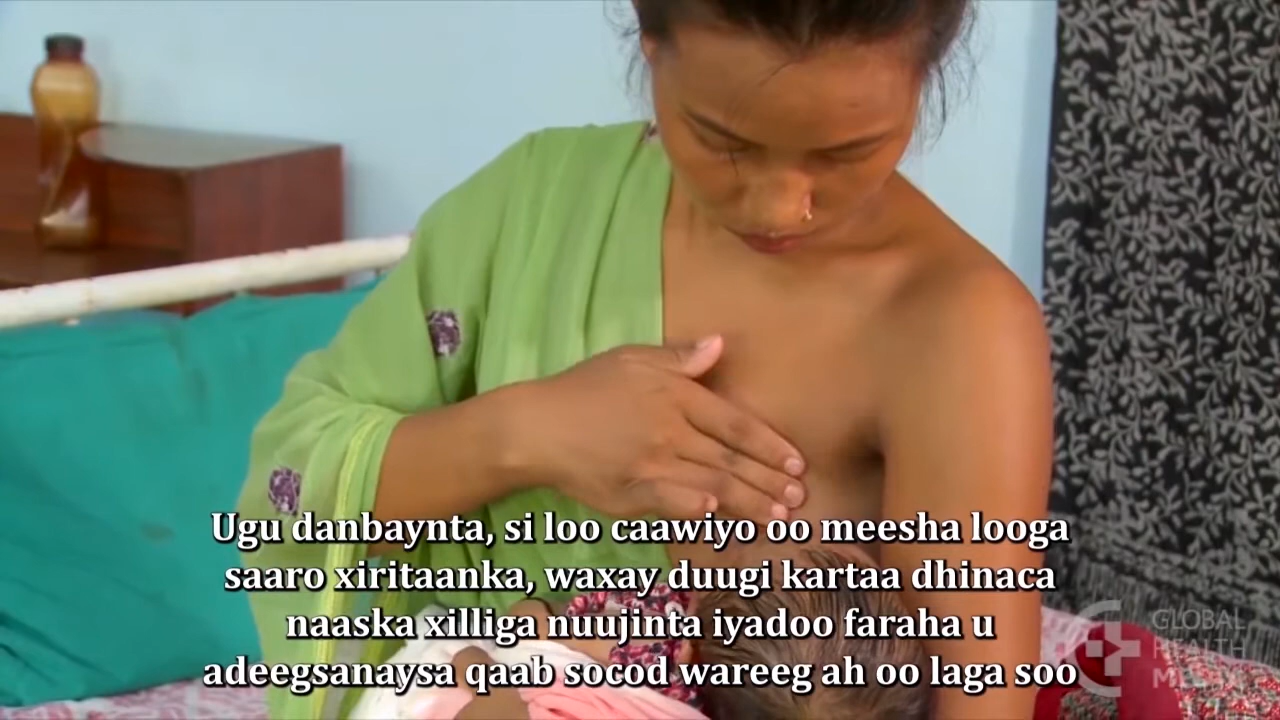 Ugu danbaynta, si loo caawiyo oo meesha looga
saaro xiritaanka, waxay duugi kartaa dhinaca
naaska xilliga nuujinta iyadoo faraha u
adeegsanaysa qaab socod wareeg ah oo laga soo
GLOBAL
HEALTH
MEDIA